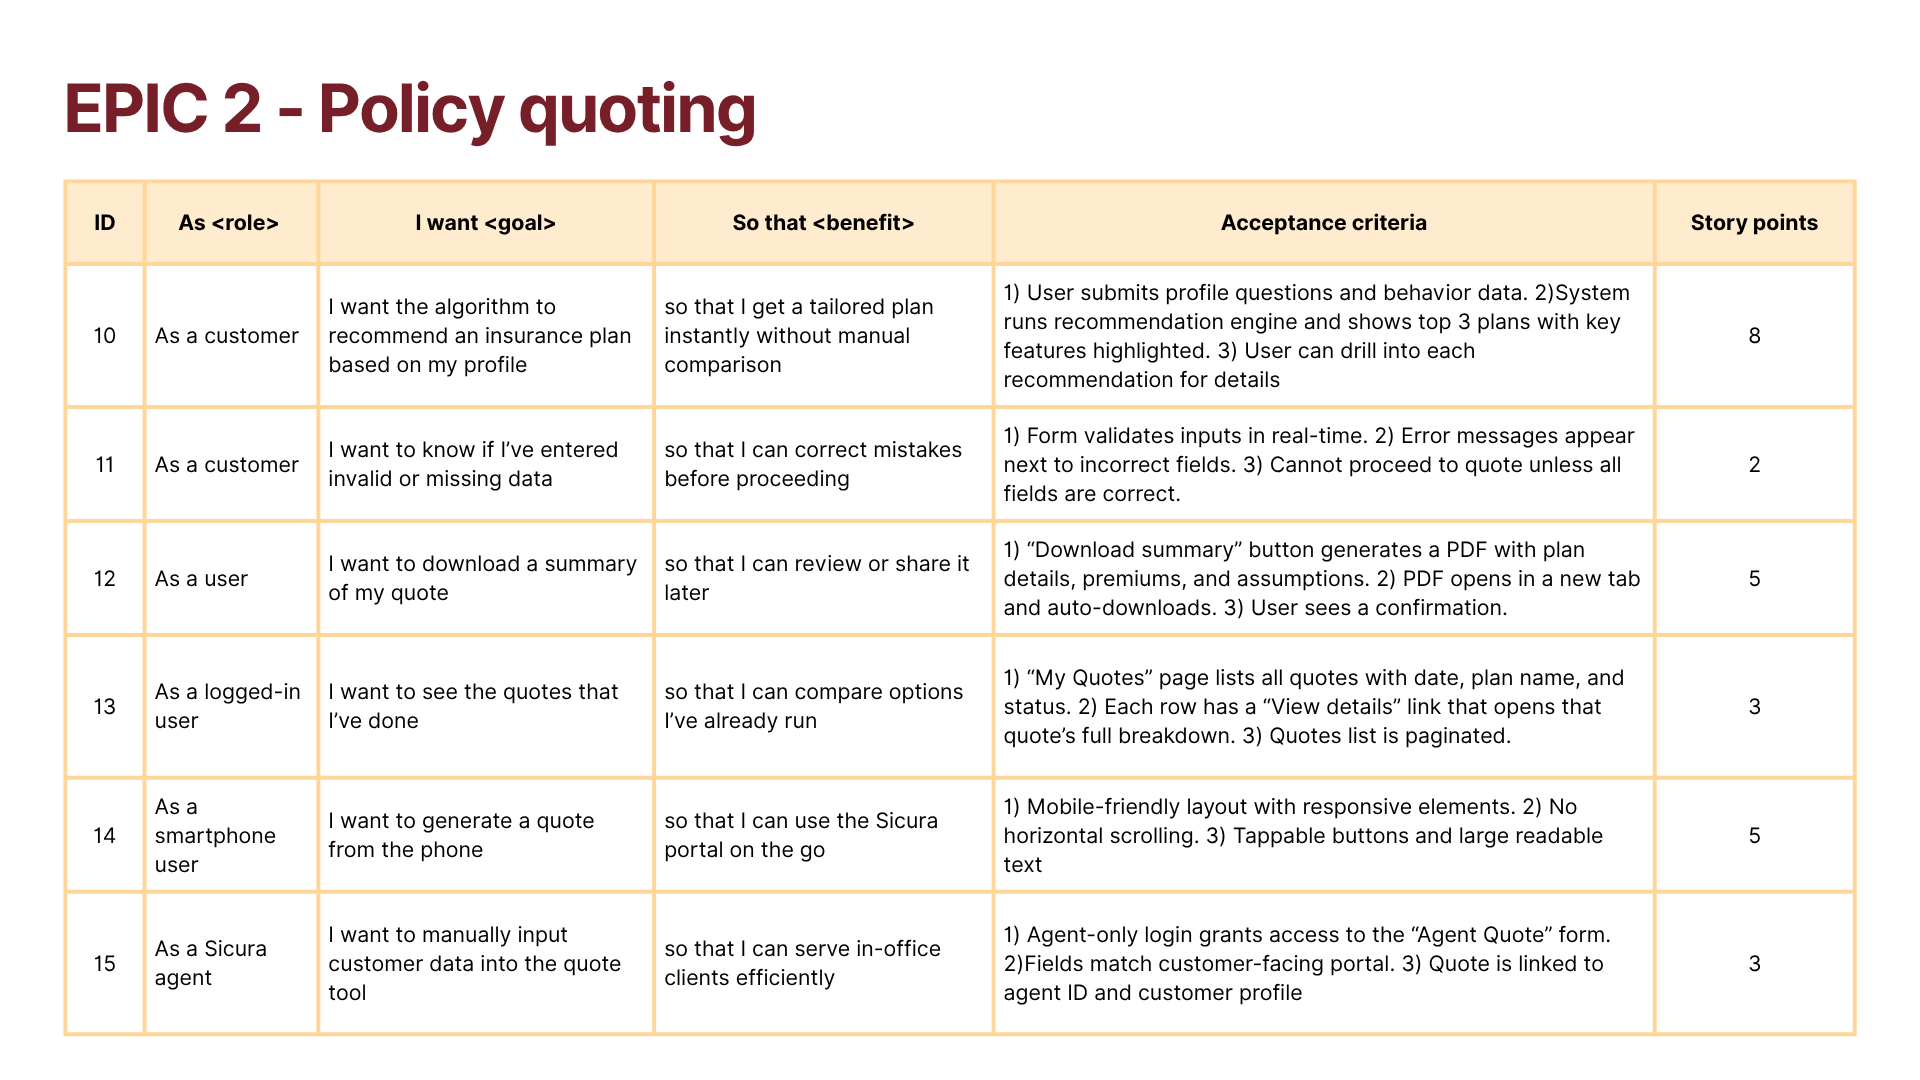 EPIC 2 - Policy quoting
ID
As <role>
I want <goal>
So that <benefit>
Acceptance criteria
Story points
10
As a customer
I want the algorithm to
recommend an insurance plan
based on my profile
so that I get a tailored plan
instantly without manual
comparison
1) User submits profile questions and behavior data. 2)System
runs recommendation engine and shows top 3 plans with key
features highlighted. 3) User can drill into each
recommendation for details
8
11
As a customer
I want to know if I’ve entered
invalid or missing data
so that I can correct mistakes
before proceeding
1) Form validates inputs in real-time. 2) Error messages appear
next to incorrect fields. 3) Cannot proceed to quote unless all
fields are correct.
2
12
As a user
I want to download a summary
of my quote
so that I can review or share it
later
1) “Download summary” button generates a PDF with plan
details, premiums, and assumptions. 2) PDF opens in a new tab
and auto-downloads. 3) User sees a confirmation.
5
13
As a logged-in
user
I want to see the quotes that
I’ve done
so that I can compare options
I’ve already run
1) “My Quotes” page lists all quotes with date, plan name, and
status. 2) Each row has a “View details” link that opens that
quote’s full breakdown. 3) Quotes list is paginated.
3
14
As a
smartphone
user
I want to generate a quote
from the phone
so that I can use the Sicura
portal on the go
1) Mobile-friendly layout with responsive elements. 2) No
horizontal scrolling. 3) Tappable buttons and large readable
text
5
15
As a Sicura
agent
I want to manually input
customer data into the quote
tool
so that I can serve in-office
clients efficiently
1) Agent-only login grants access to the “Agent Quote” form.
2)Fields match customer-facing portal. 3) Quote is linked to
agent ID and customer profile
3